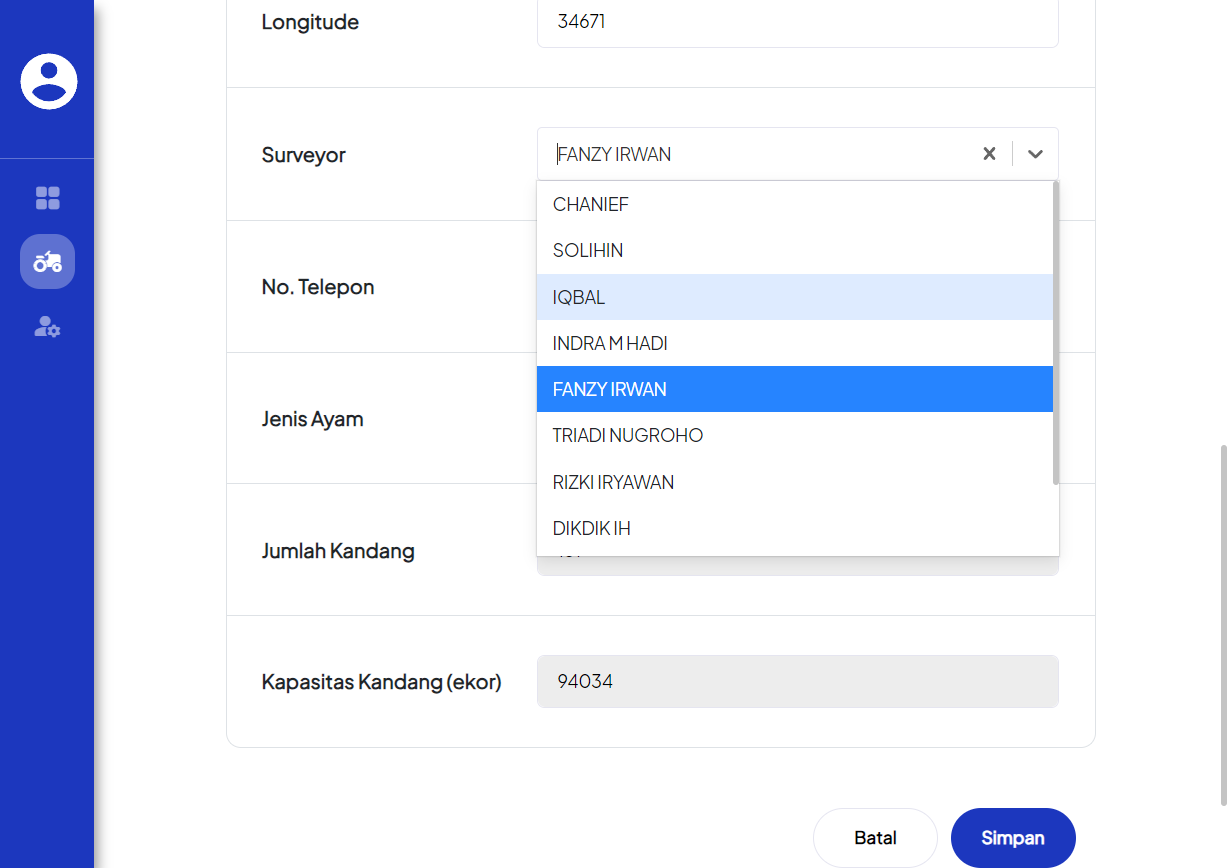 Longitude
34671
Surveyor
FANZY IRWAN
CHANIEF
SOLIHIN
IQBAL
INDRA M HADI
FANZY IRWAN
TRIADI NUGROHO
RIZKI IRYAWAN
DIKDIK IH
No. Telepon
Jenis Ayam
Jumlah Kandang
Kapasitas Kandang (ekor)
94034
Batal
Simpan